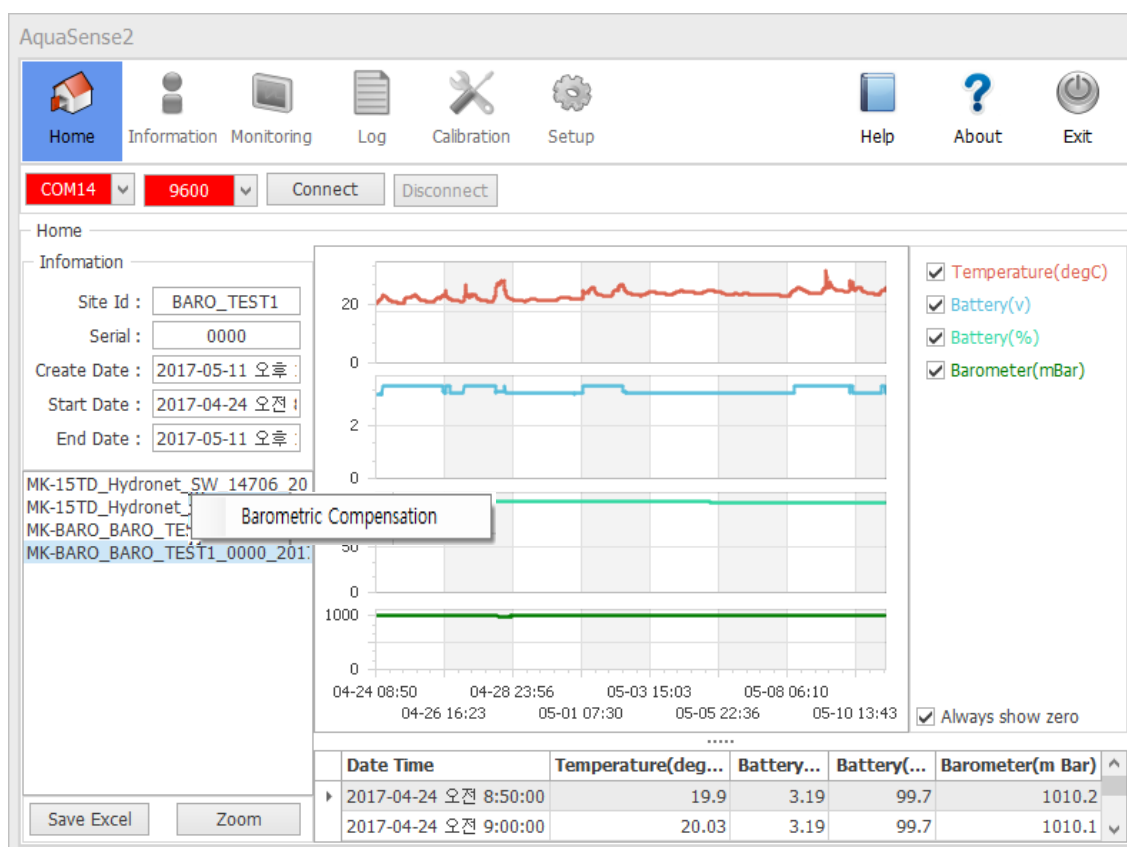 AquaSense2
Home Information Monitoring Log Calibration Setup Help About Exit
COM14 9600 Connect Disconnect
Home
Infomation
Site Id : BARO_TEST1
Serial : 0000
Create Date : 2017-05-11 오후
Start Date : 2017-04-24 오전
End Date : 2017-05-11 오후
MK-15TD_Hydronet_SW_14706_20
MK-15TD_Hydronet_
MK-BARO_BARO_TES
MK-BARO_BARO_TEST1_0000_201
Barometric Compensation
Save Excel Zoom
20
0
2
0
50
0
1000
0
04-24 08:50 04-28 23:56 05-03 15:03 05-08 06:10
04-26 16:23 05-01 07:30 05-05 22:36 05-10 13:43
Temperature(degC)
Battery(v)
Battery(%)
Barometer(mBar)
Always show zero
Date Time Temperature(deg... Battery... Battery(... Barometer(m Bar)
2017-04-24 오전 8:50:00 19.9 3.19 99.7 1010.2
2017-04-24 오전 9:00:00 20.03 3.19 99.7 1010.1